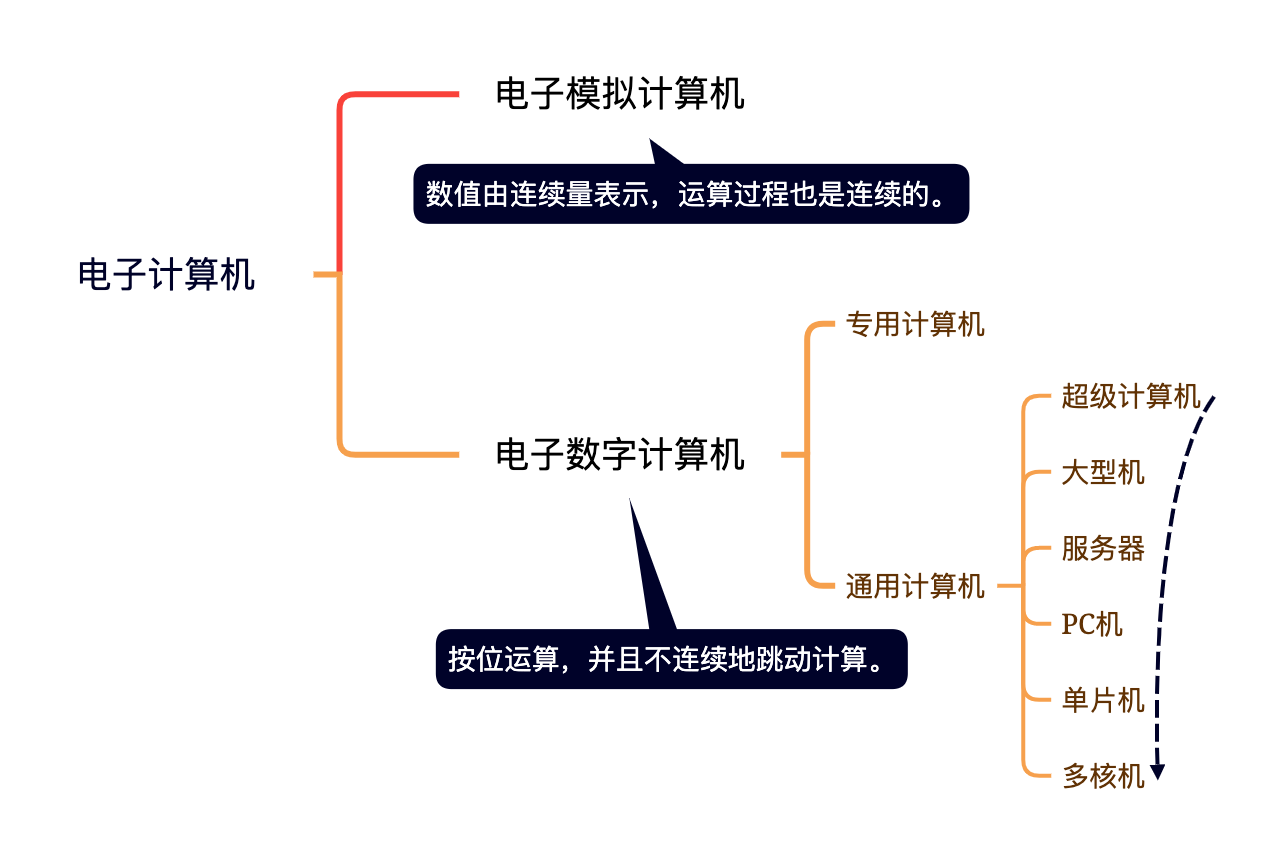 电子模拟计算机
数值由连续量表示，运算过程也是连续的。
电子计算机
专用计算机
超级计算机
电子数字计算机
大型机
服务器
通用计算机
PC机
按位运算，并且不连续地跳动计算。
单片机
多核机